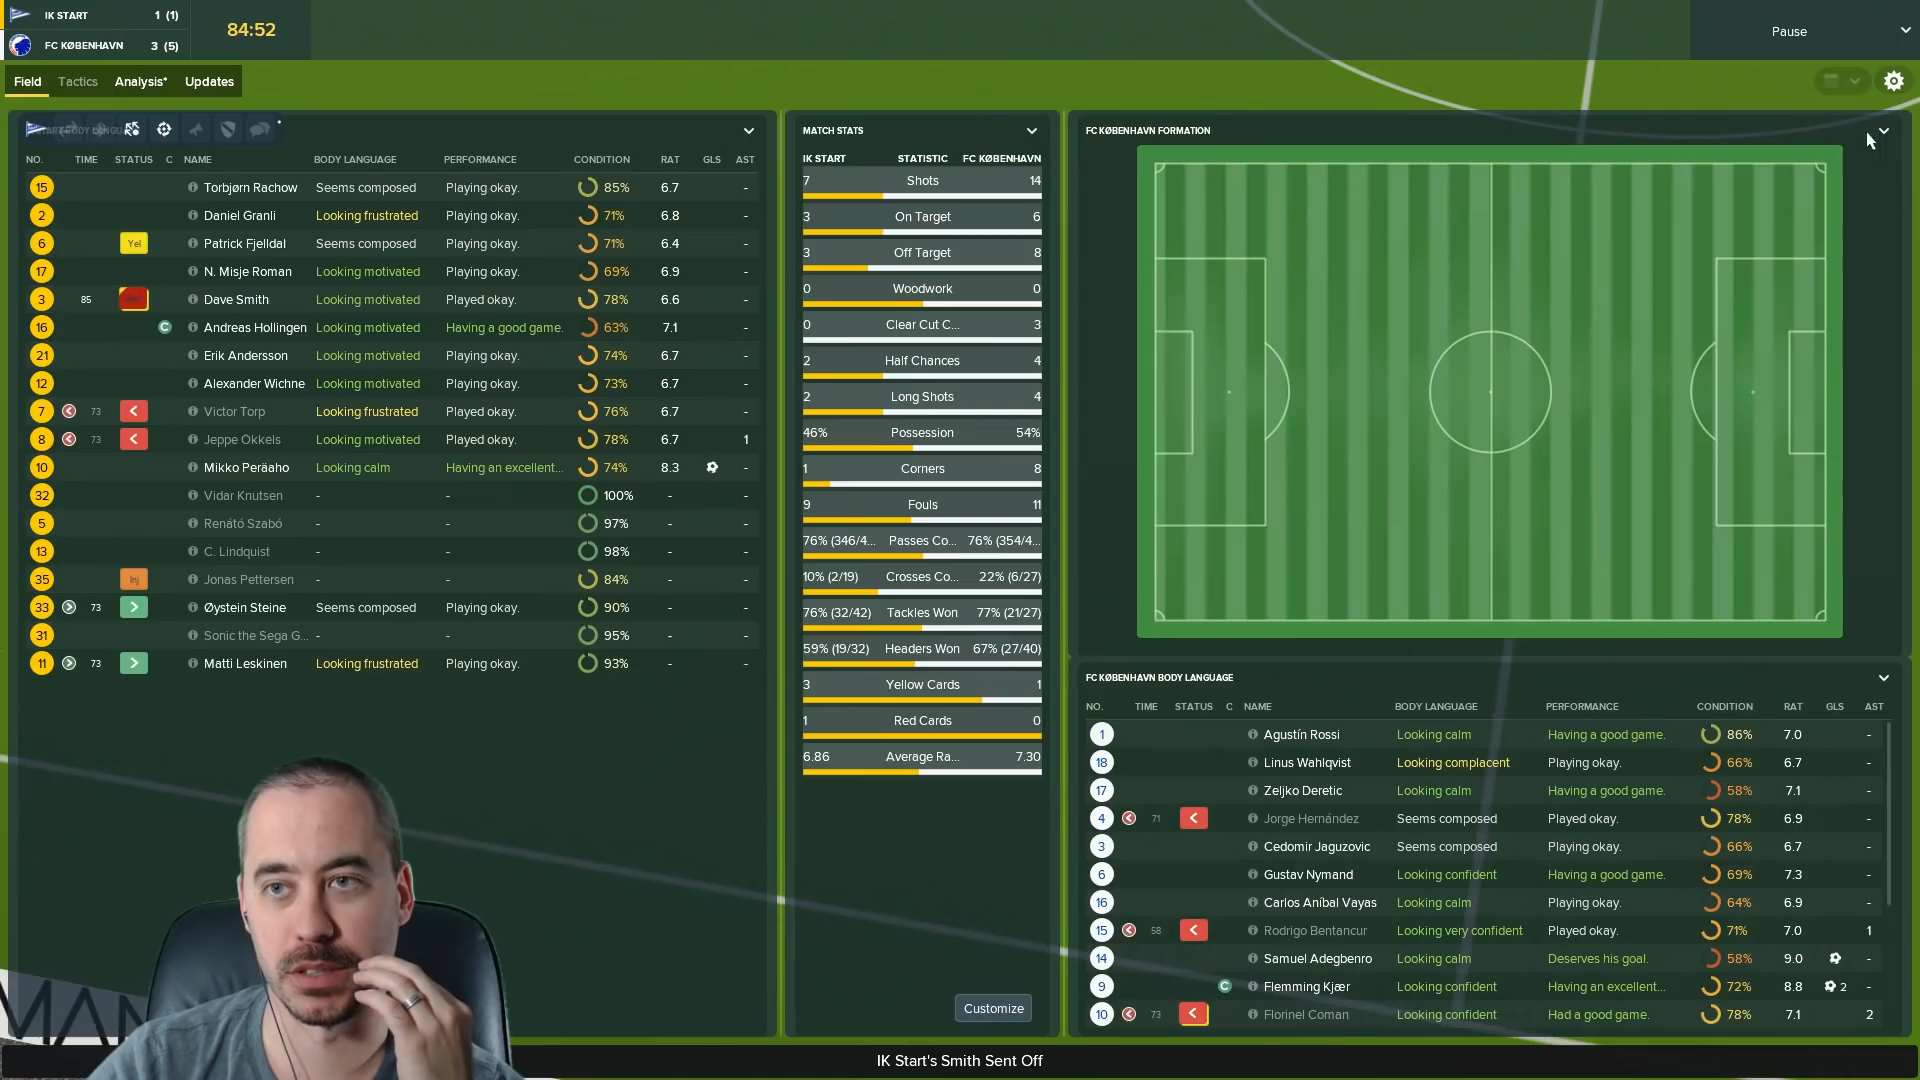 IK START 1 (1)
FC KØBENHAVN 3 (5)
84:52
Pause
Field Tactics Analysis* Updates
NO. TIME STATUS C NAME BODY LANGUAGE PERFORMANCE CONDITION RAT GLS AST
15 Torbjørn Rachow Seems composed Playing okay. 85% 6.7 -
2 Daniel Granli Looking frustrated Playing okay. 71% 6.8 -
6 Yel Patrick Fjelldal Seems composed Playing okay. 71% 6.4 -
17 N. Misje Roman Looking motivated Playing okay. 69% 6.9 -
3 85 Dave Smith Looking motivated Played okay. 78% 6.6 -
16 C Andreas Hollingen Looking motivated Having a good game. 63% 7.1 -
21 Erik Andersson Looking motivated Playing okay. 74% 6.7 -
12 Alexander Wichne Looking motivated Playing okay. 73% 6.7 -
7 73 Victor Torp Looking frustrated Played okay. 76% 6.7 -
8 73 Jeppe Okkels Looking motivated Played okay. 78% 6.7 1
10 Mikko Peräaho Looking calm Having an excellent... 74% 8.3 -
32 Vidar Knutsen - - 100% - -
5 Renátó Szabó - - 97% - -
13 C. Lindquist - - 98% - -
35 Inj Jonas Pettersen - - 84% - -
33 73 Øystein Steine Seems composed Playing okay. 90% - -
31 Sonic the Sega G... - - 95% - -
11 73 Matti Leskinen Looking frustrated Playing okay. 93% - -
MATCH STATS
IK START STATISTIC FC KØBENHAVN
7 Shots 14
3 On Target 6
3 Off Target 8
0 Woodwork 0
0 Clear Cut C... 3
2 Half Chances 4
2 Long Shots 4
46% Possession 54%
1 Corners 8
9 Fouls 11
76% (346/4... Passes Co... 76% (354/4...
10% (2/19) Crosses Co... 22% (6/27)
76% (32/42) Tackles Won 77% (21/27)
59% (19/32) Headers Won 67% (27/40)
3 Yellow Cards 1
1 Red Cards 0
6.86 Average Ra... 7.30
Customize
FC KØBENHAVN FORMATION
FC KØBENHAVN BODY LANGUAGE
NO. TIME STATUS C NAME BODY LANGUAGE PERFORMANCE CONDITION RAT GLS AST
1 Agustín Rossi Looking calm Having a good game. 86% 7.0 -
18 Linus Wahlqvist Looking complacent Playing okay. 66% 6.7 -
17 Zeljko Deretic Looking calm Having a good game. 58% 7.1 -
4 71 Jorge Hernández Seems composed Played okay. 78% 6.9 -
3 Cedomir Jaguzovic Seems composed Playing okay. 66% 6.7 -
6 Gustav Nymand Looking confident Having a good game. 69% 7.3 -
16 Carlos Aníbal Vayas Looking calm Playing okay. 64% 6.9 -
15 58 Rodrigo Bentancur Looking very confident Played okay. 71% 7.0 1
14 Samuel Adegbenro Looking calm Deserves his goal. 58% 9.0 -
9 C Flemming Kjær Looking confident Having an excellent... 72% 8.8 2 -
10 73 Florinel Coman Looking confident Had a good game. 78% 7.1 2
MAN
IK Start's Smith Sent Off